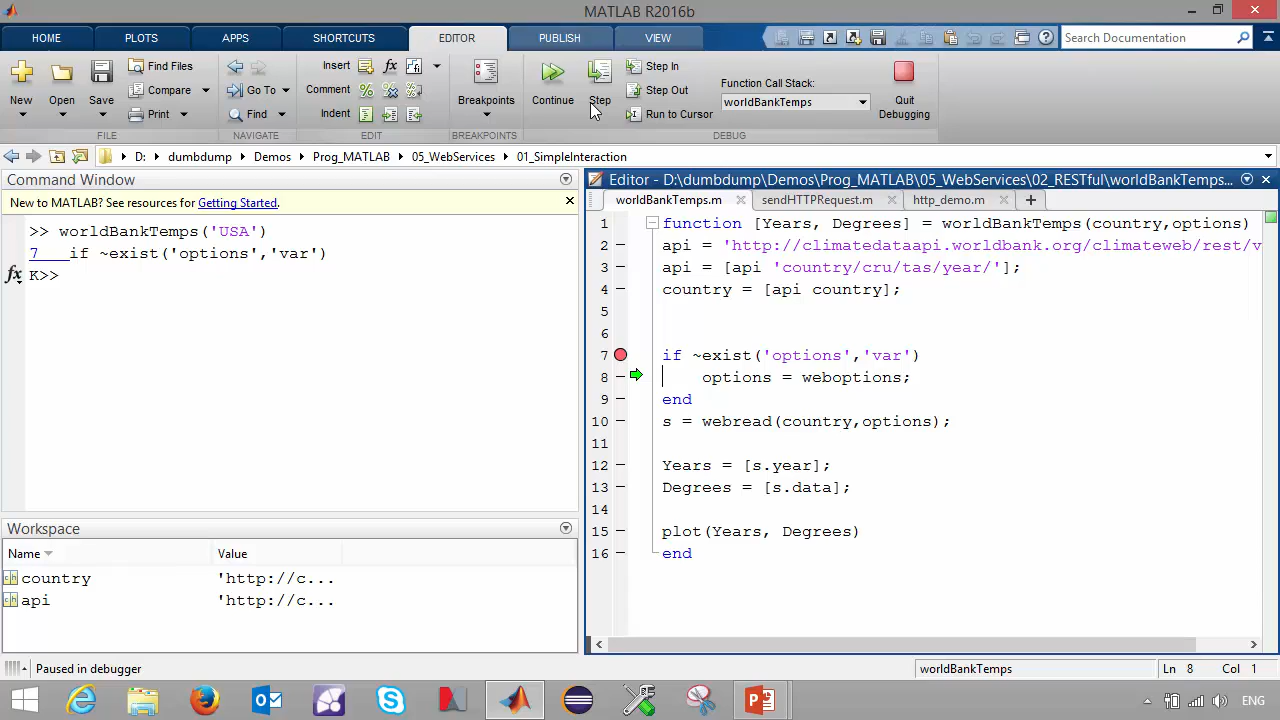 MATLAB R2016b
HOME PLOTS APPS SHORTCUTS EDITOR PUBLISH VIEW Search Documentation
New Open Save Find Files Compare Print Go To Find Insert Comment Indent Breakpoints Continue Step Step In Step Out Run to Cursor Function Call Stack: worldBankTemps Quit Debugging
FILE NAVIGATE EDIT BREAKPOINTS DEBUG
D: dumbdump Demos Prog_MATLAB 05_WebServices 01_SimpleInteraction
Command Window
New to MATLAB? See resources for Getting Started.
>> worldBankTemps('USA')
7 if ~exist('options','var')
fx K>>
Workspace
Name Value
country 'http://c...
api 'http://c...
Editor - D:\dumbdump\Demos\Prog_MATLAB\05_WebServices\02_RESTful\worldBankTemps...
worldBankTemps.m sendHTTPRequest.m http_demo.m
1 function [Years, Degrees] = worldBankTemps(country,options)
2 api = 'http://climatedataapi.worldbank.org/climateweb/rest/v
3 api = [api 'country/cru/tas/year/'];
4 country = [api country];
5
6
7 if ~exist('options','var')
8 options = weboptions;
9 end
10 s = webread(country,options);
11
12 Years = [s.year];
13 Degrees = [s.data];
14
15 plot(Years, Degrees)
16 end
Paused in debugger worldBankTemps Ln 8 Col 1
ENG